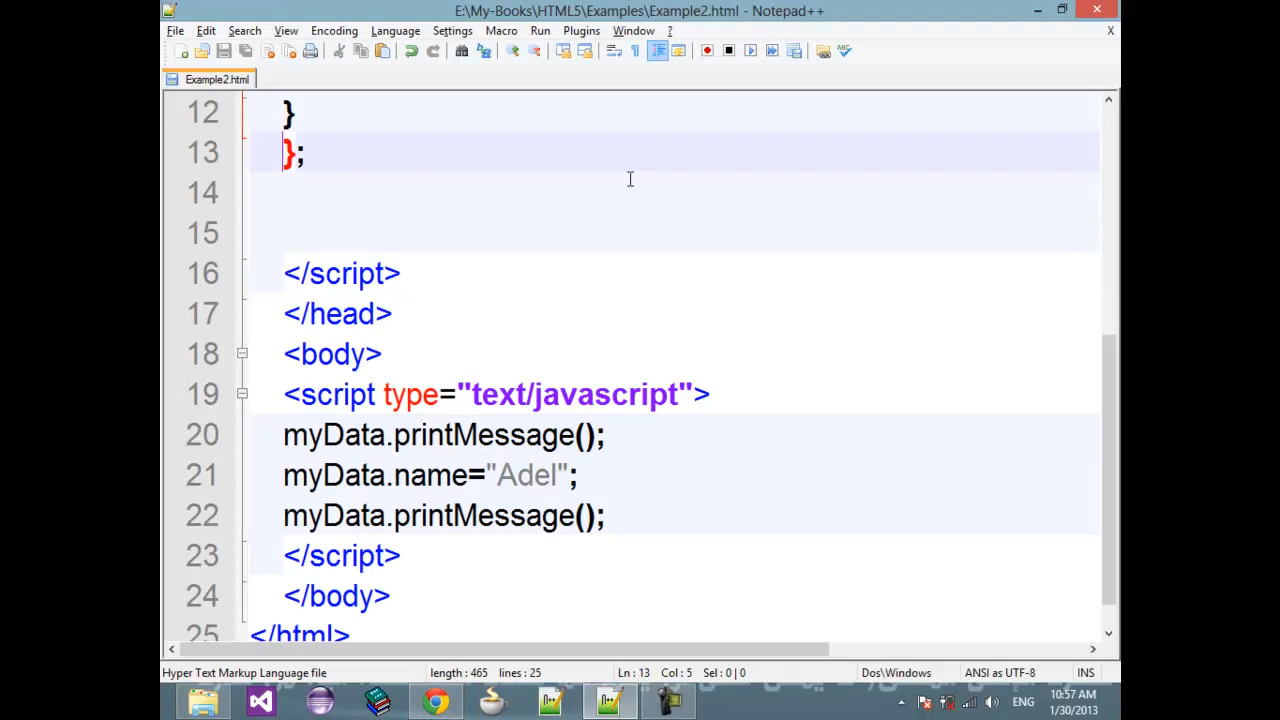 E:\My-Books\HTML5\Examples\Example2.html - Notepad++
File Edit Search View Encoding Language Settings Macro Run Plugins Window ? X
Example2.html
12 }
13 };
14
15
16 </script>
17 </head>
18 <body>
19 <script type="text/javascript">
20 myData.printMessage();
21 myData.name="Adel";
22 myData.printMessage();
23 </script>
24 </body>
25 </html>
Hyper Text Markup Language file length : 465 lines : 25 Ln : 13 Col : 5 Sel : 0 | 0 Dos\Windows ANSI as UTF-8 INS
ENG 10:57 AM
1/30/2013